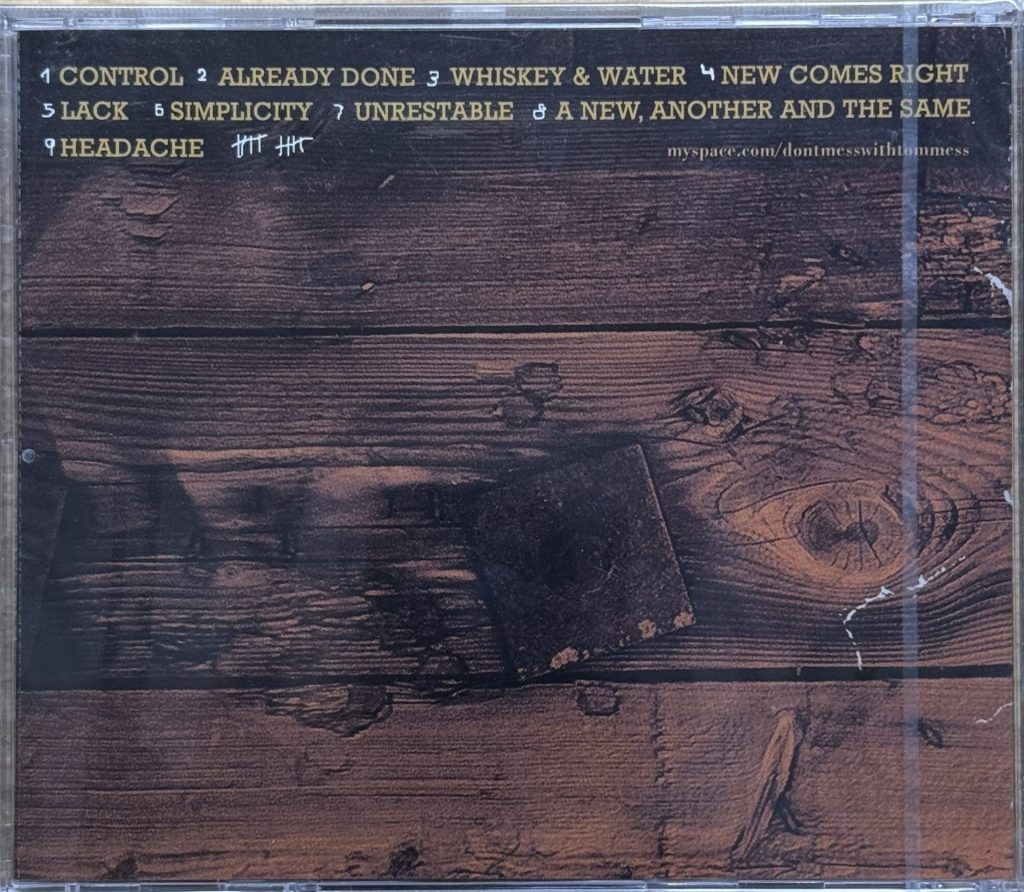 1 CONTROL 2 ALREADY DONE 3 WHISKEY & WATER 4 NEW COMES RIGHT
5 LACK 6 SIMPLICITY 7 UNRESTABLE 8 A NEW, ANOTHER AND THE SAME
9 HEADACHE
myspace.com/dontmesswithtommess